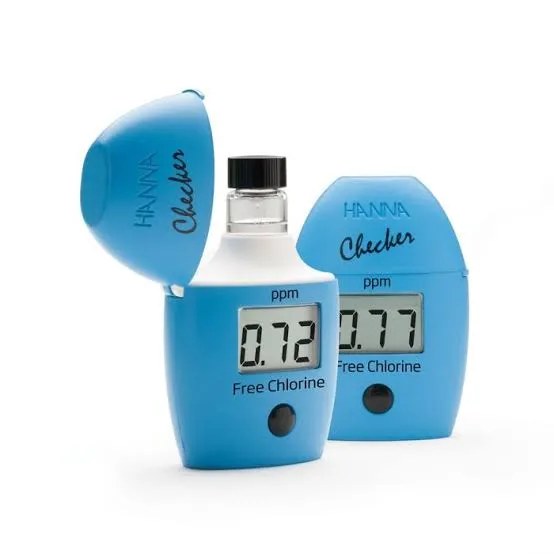 HANNA
Checker
ppm
0.72
Free Chlorine
HANNA
Checker
ppm
0.77
Free Chlorine